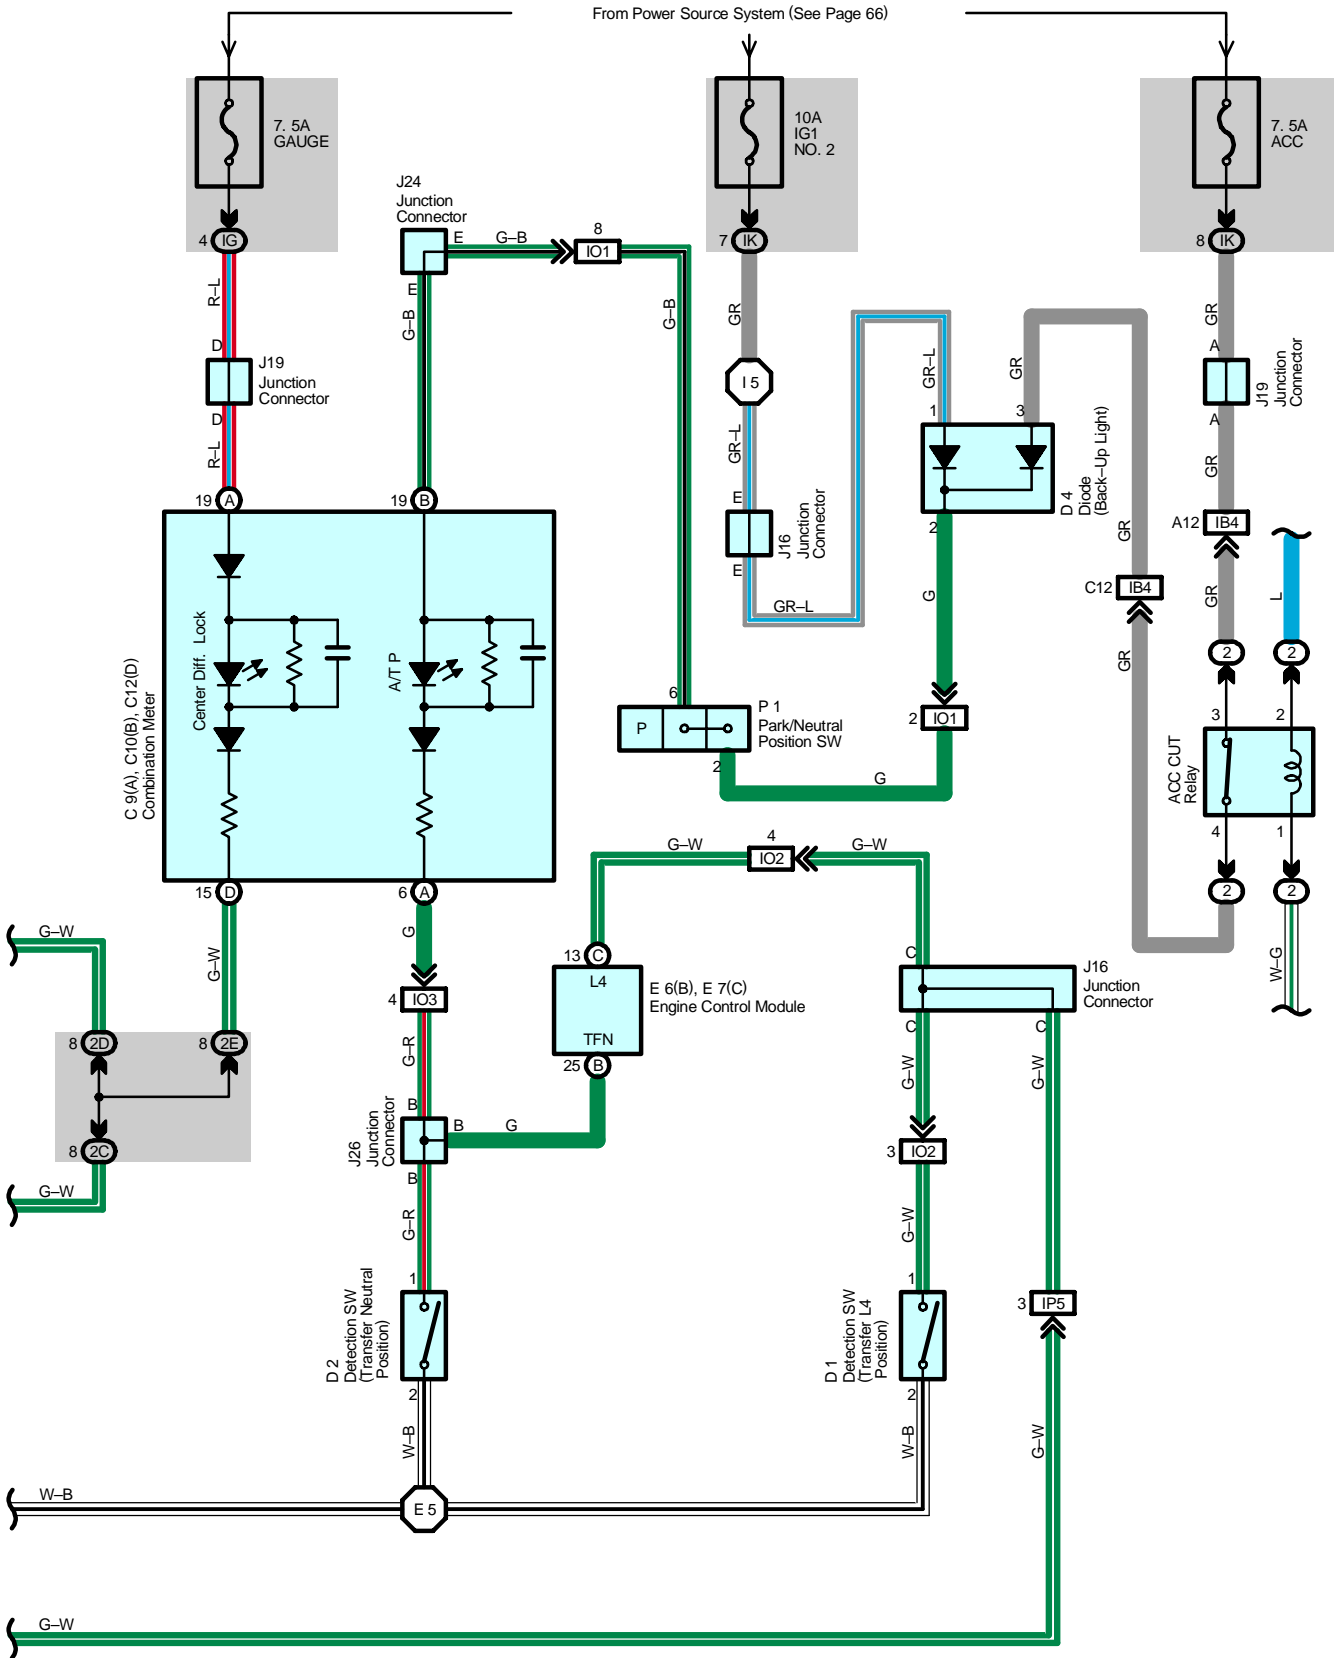 From Power Source System (See Page 66)
7. 5A
GAUGE
10A
IG1
NO. 2
7. 5A
ACC
4 IG
7 IK
8 IK
J24
Junction
Connector
E
G–B
8
IO1
E
G–B
G–B
R–L
D
J19
Junction
Connector
D
R–L
GR
I 5
GR–L
E
J16
Junction
Connector
E
GR–L
GR–L
1
GR
3
D 4
Diode
(Back–Up Light)
2
G
GR
A
J19
Junction
Connector
A
GR
A12 IB4
GR
L
GR
C12 IB4
GR
19 A
19 B
Center Diff. Lock
A/T P
C 9(A), C10(B), C12(D)
Combination Meter
15 D
6 A
6
P
P 1
Park/Neutral
Position SW
2
G
2 IO1
2
2
3
2
ACC CUT
Relay
4
1
2
2
W–G
G–W
4
IO2
G–W
G–W
G–W
G
4 IO3
G–R
13 C
L4
E 6(B), E 7(C)
Engine Control Module
TFN
25 B
C
J16
Junction
Connector
C
C
G–W
G–W
8 2D
8 2E
8 2C
G–W
B
J26
Junction
Connector
B
G
B
G–R
3 IO2
G–W
1
D 2
Detection SW
(Transfer Neutral
Position)
2
W–B
1
D 1
Detection SW
(Transfer L4
Position)
2
W–B
3 IP5
G–W
W–B
E 5
G–W